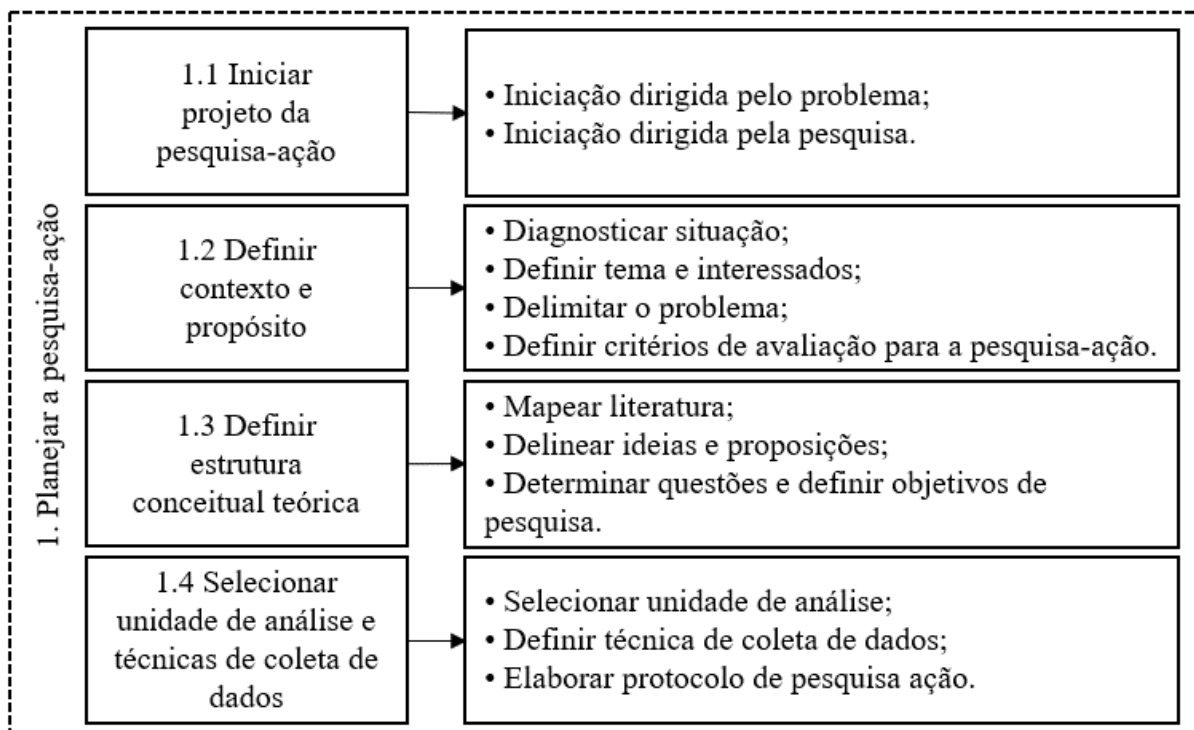 1. Planejar a pesquisa-ação
1.1 Iniciar
projeto da
pesquisa-ação
• Iniciação dirigida pelo problema;
• Iniciação dirigida pela pesquisa.
1.2 Definir
contexto e
propósito
• Diagnosticar situação;
• Definir tema e interessados;
• Delimitar o problema;
• Definir critérios de avaliação para a pesquisa-ação.
1.3 Definir
estrutura
conceitual teórica
• Mapear literatura;
• Delinear ideias e proposições;
• Determinar questões e definir objetivos de
pesquisa.
1.4 Selecionar
unidade de análise e
técnicas de coleta de
dados
• Selecionar unidade de análise;
• Definir técnica de coleta de dados;
• Elaborar protocolo de pesquisa ação.